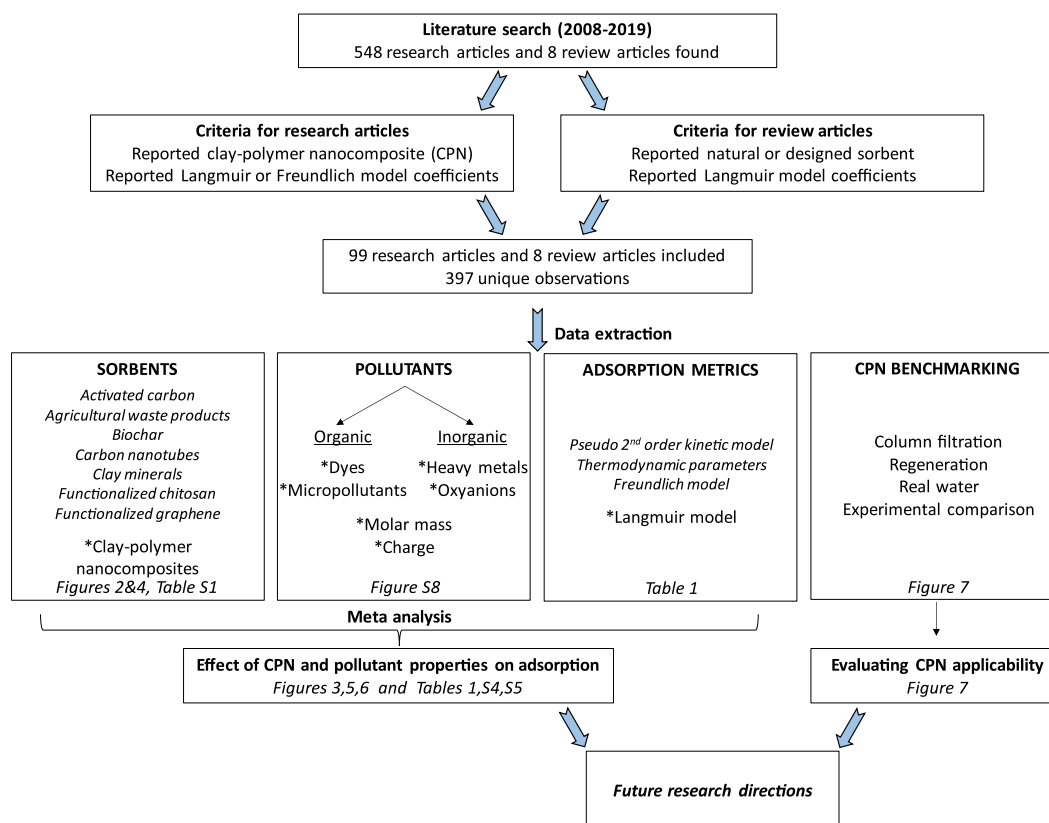 Literature search (2008-2019)
548 research articles and 8 review articles found
Criteria for research articles
Reported clay-polymer nanocomposite (CPN)
Reported Langmuir or Freundlich model coefficients
Criteria for review articles
Reported natural or designed sorbent
Reported Langmuir model coefficients
99 research articles and 8 review articles included
397 unique observations
Data extraction
SORBENTS
Activated carbon
Agricultural waste products
Biochar
Carbon nanotubes
Clay minerals
Functionalized chitosan
Functionalized graphene
*Clay-polymer
nanocomposites
Figures 2&4, Table S1
POLLUTANTS
Organic
*Dyes
*Micropollutants
Inorganic
*Heavy metals
*Oxyanions
*Molar mass
*Charge
Figure S8
ADSORPTION METRICS
Pseudo 2nd order kinetic model
Thermodynamic parameters
Freundlich model
*Langmuir model
Table 1
CPN BENCHMARKING
Column filtration
Regeneration
Real water
Experimental comparison
Figure 7
Meta analysis
Effect of CPN and pollutant properties on adsorption
Figures 3,5,6 and Tables 1,S4,S5
Evaluating CPN applicability
Figure 7
Future research directions